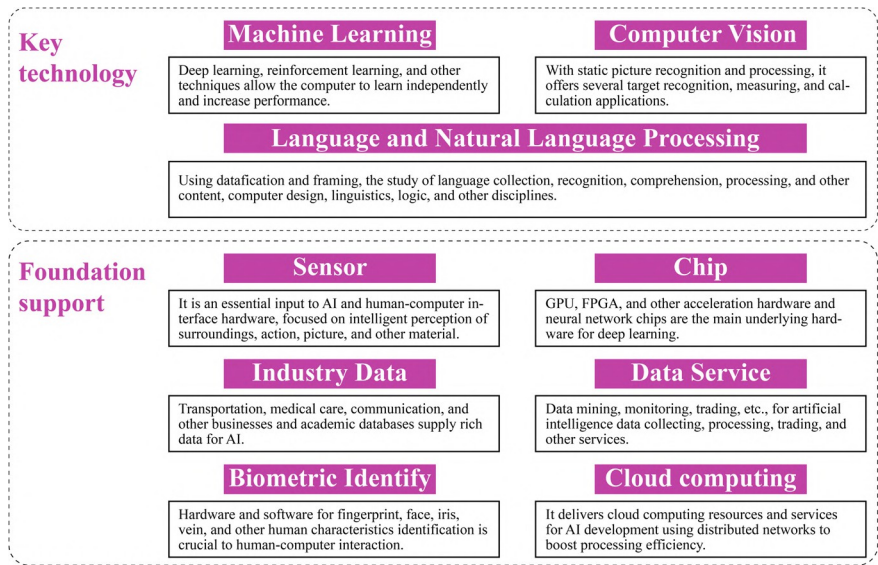 Key
technology
Machine Learning
Deep learning, reinforcement learning, and other
techniques allow the computer to learn independently
and increase performance.
Computer Vision
With static picture recognition and processing, it
offers several target recognition, measuring, and cal-
culation applications.
Language and Natural Language Processing
Using datafication and framing, the study of language collection, recognition, comprehension, processing, and other
content, computer design, linguistics, logic, and other disciplines.
Foundation
support
Sensor
It is an essential input to AI and human-computer in-
terface hardware, focused on intelligent perception of
surroundings, action, picture, and other material.
Chip
GPU, FPGA, and other acceleration hardware and
neural network chips are the main underlying hard-
ware for deep learning.
Industry Data
Transportation, medical care, communication, and
other businesses and academic databases supply rich
data for AI.
Data Service
Data mining, monitoring, trading, etc., for artificial
intelligence data collecting, processing, trading, and
other services.
Biometric Identify
Hardware and software for fingerprint, face, iris,
vein, and other human characteristics identification is
crucial to human-computer interaction.
Cloud computing
It delivers cloud computing resources and services
for AI development using distributed networks to
boost processing efficiency.